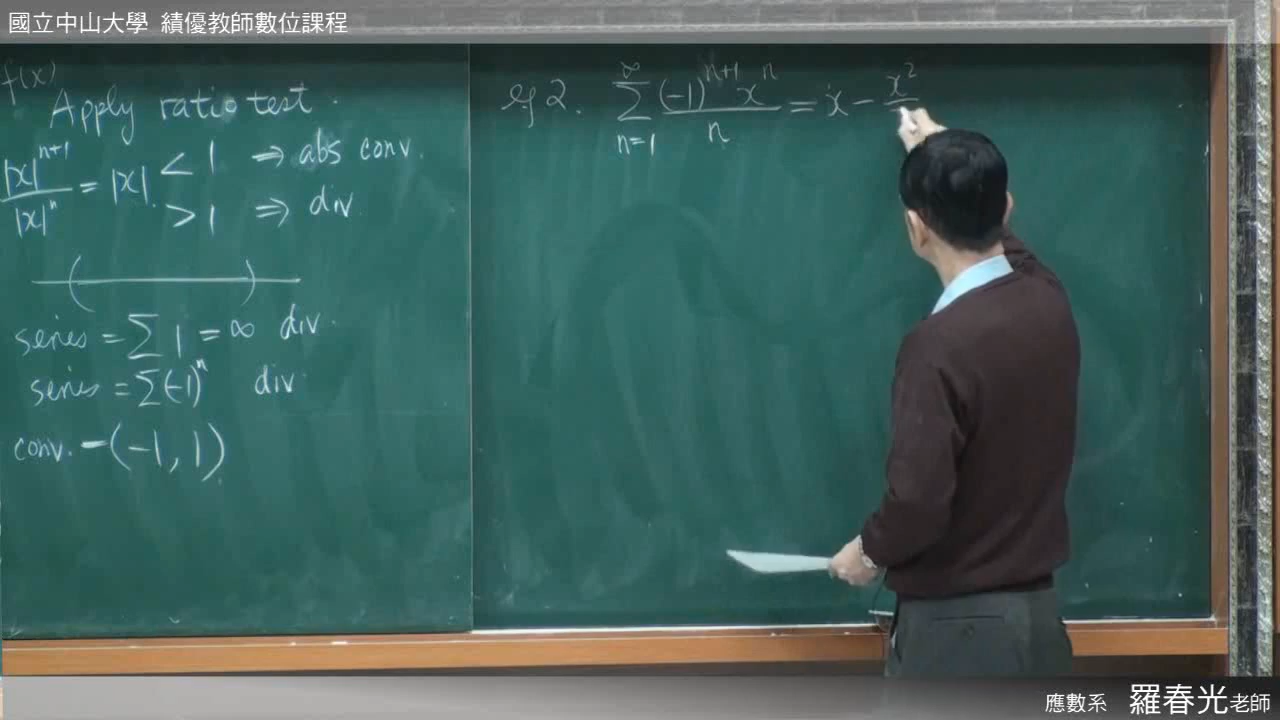 國立中山大學 績優教師數位課程
f(x)
Apply ratio test.
|x|^{n+1} / |x|^n = |x| < 1 ⇒ abs conv.
> 1 ⇒ div
series = ∑ 1 = ∞ div.
series = ∑ (-1)^n div
conv. - (-1, 1)
eg 2. ∑_{n=1}^{∞} (-1)^{n+1} x^n / n = x - x^2
應數系 羅春光老師